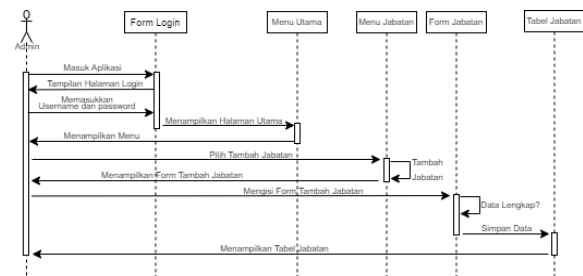 Form Login
Menu Utama
Menu Jabatan
Form Jabatan
Tabel Jabatan
Admin
Masuk Aplikasi
Tampilan Halaman Login
Memasukkan
Username dan password
Menampilkan Halaman Utama
Menampilkan Menu
Pilih Tambah Jabatan
Tambah
Jabatan
Menampilkan Form Tambah Jabatan
Mengisi Form Tambah Jabatan
Data Lengkap?
Simpan Data
Menampilkan Tabel Jabatan